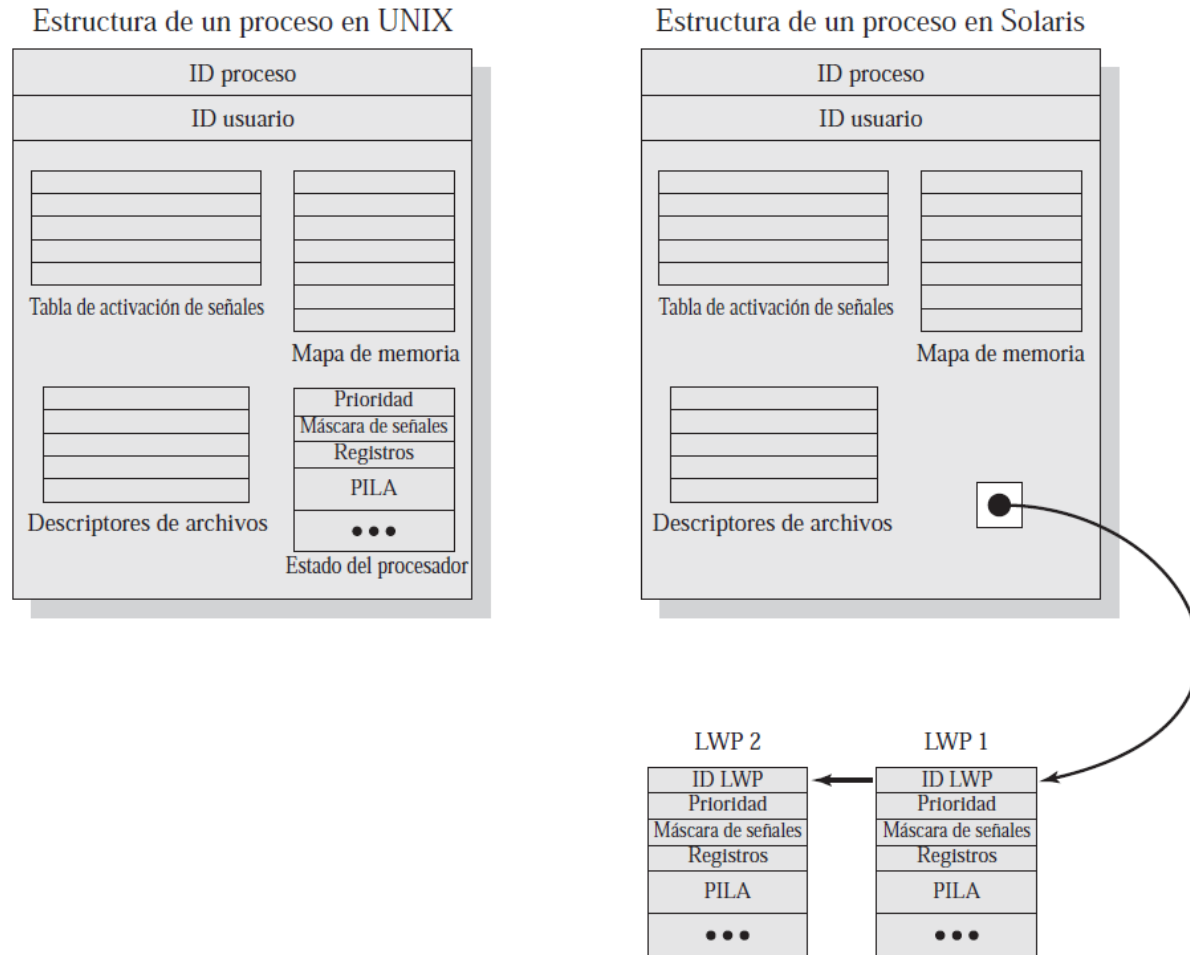 Estructura de un proceso en UNIX
ID proceso
ID usuario
Tabla de activación de señales
Mapa de memoria
Descriptores de archivos
Prioridad
Máscara de señales
Registros
PILA
•••
Estado del procesador
Estructura de un proceso en Solaris
ID proceso
ID usuario
Tabla de activación de señales
Mapa de memoria
Descriptores de archivos
LWP 2
ID LWP
Prioridad
Máscara de señales
Registros
PILA
•••
LWP 1
ID LWP
Prioridad
Máscara de señales
Registros
PILA
•••